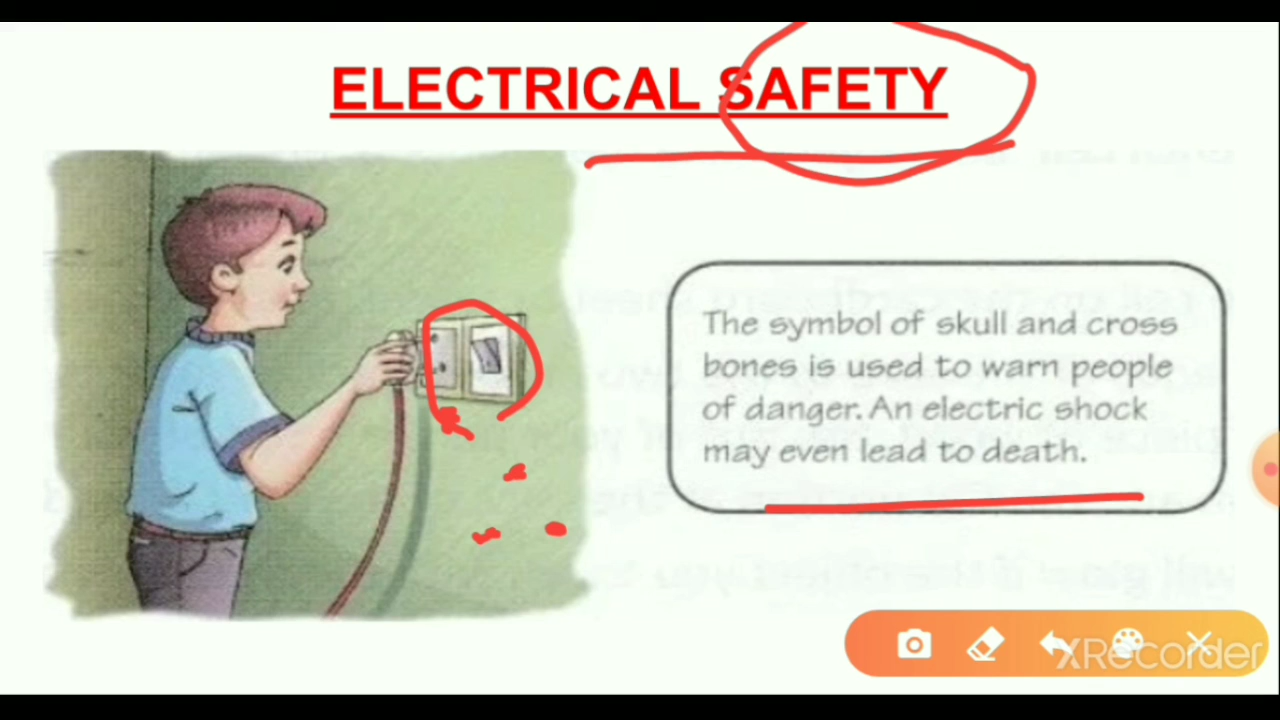 ELECTRICAL SAFETY
The symbol of skull and cross
bones is used to warn people
of danger. An electric shock
may even lead to death.
XRecorder